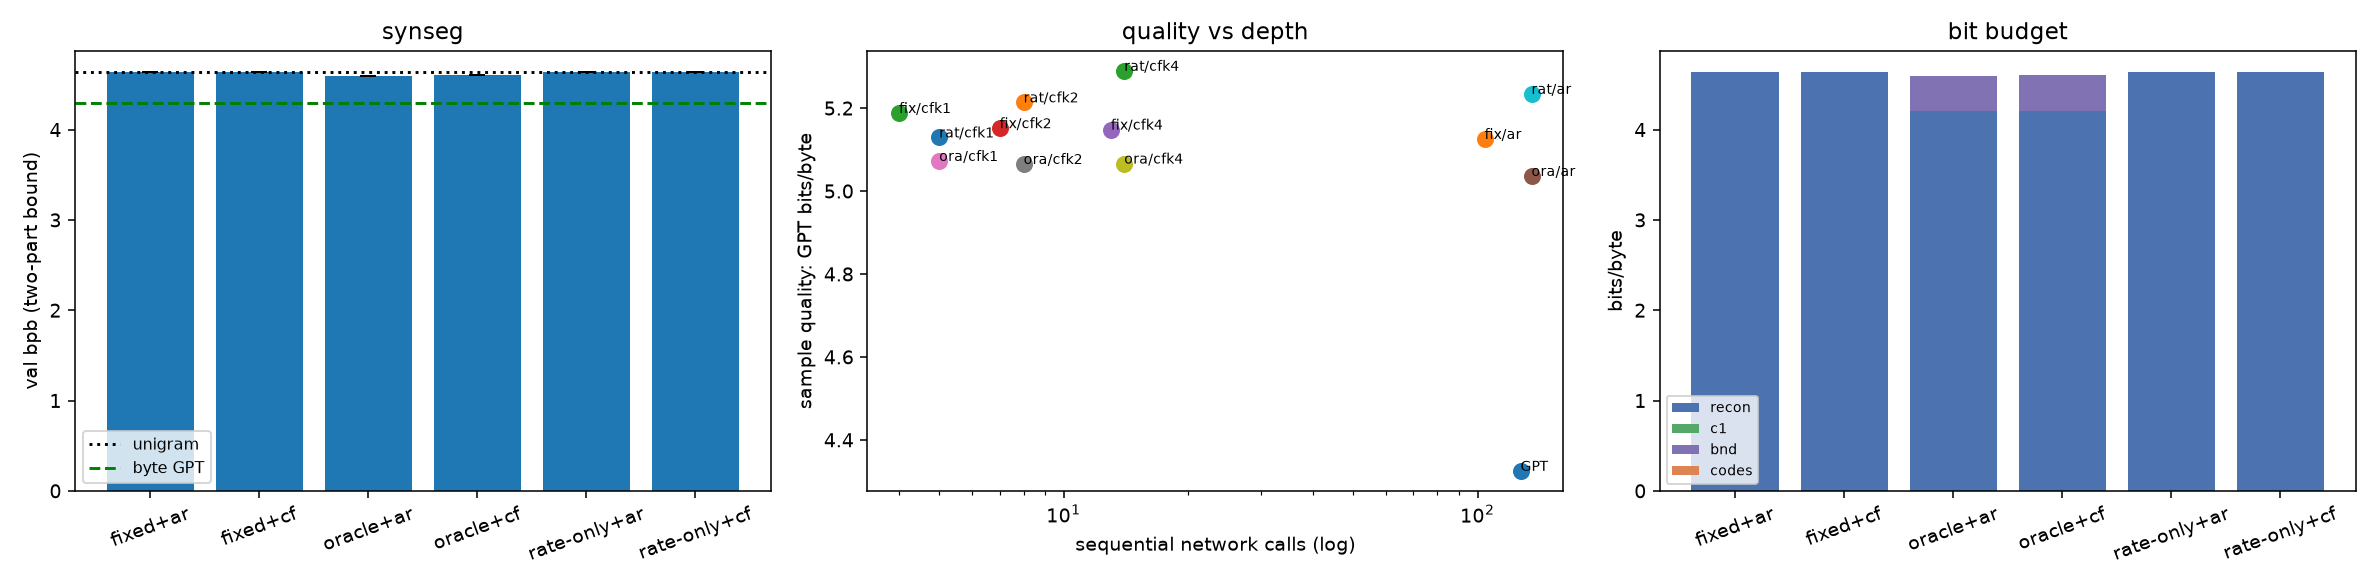 synseg
val bpb (two-part bound)
4
3
2
1
0
unigram
byte GPT
fixed+ar
fixed+cf
oracle+ar
oracle+cf
rate-only+ar
rate-only+cf
quality vs depth
sample quality: GPT bits/byte
5.2
5.0
4.8
4.6
4.4
rat/cfk4
rat/ar
rat/cfk2
fix/cfk1
fix/cfk2
fix/cfk4
rat/cfk1
fix/ar
ora/cfk1
ora/cfk2
ora/cfk4
ora/ar
GPT
10^1
10^2
sequential network calls (log)
bit budget
bits/byte
4
3
2
1
0
recon
c1
bnd
codes
fixed+ar
fixed+cf
oracle+ar
oracle+cf
rate-only+ar
rate-only+cf